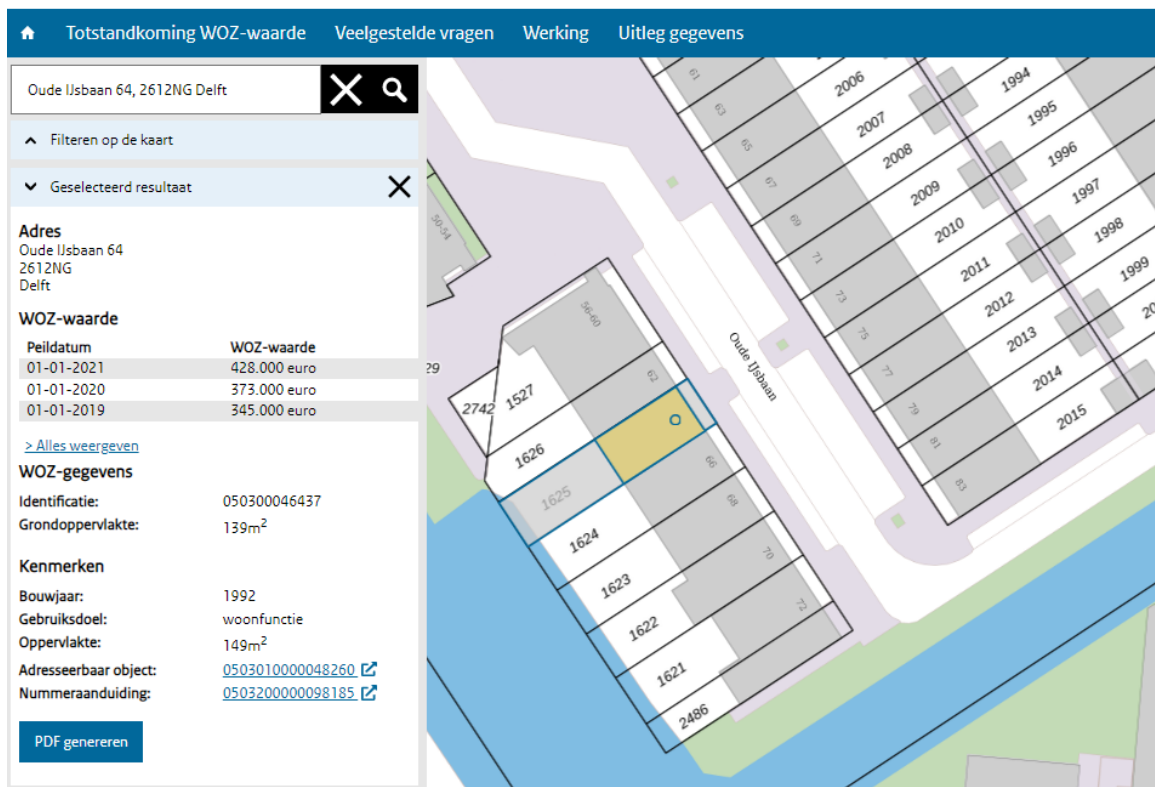 Totstandkoming WOZ-waarde Veelgestelde vragen Werking Uitleg gegevens
Oude IJsbaan 64, 2612NG Delft
Filteren op de kaart
Geselecteerd resultaat
Adres
Oude IJsbaan 64
2612NG
Delft
WOZ-waarde
Peildatum WOZ-waarde
01-01-2021 428.000 euro
01-01-2020 373.000 euro
01-01-2019 345.000 euro
> Alles weergeven
WOZ-gegevens
Identificatie: 050300046437
Grondoppervlakte: 139m²
Kenmerken
Bouwjaar: 1992
Gebruiksdoel: woonfunctie
Oppervlakte: 149m²
Adresseerbaar object: 0503010000048260
Nummeraanduiding: 0503200000098185
PDF genereren
61
63
65
67
69
71
73
75
77
79
81
83
2006
2007
2008
2009
2010
2011
2012
2013
2014
2015
1994
1995
1996
1997
1998
1999
20
50-54
56-60
62
66
68
70
72
Oude IJsbaan
29
2742
1527
1626
1625
1624
1623
1622
1621
2486